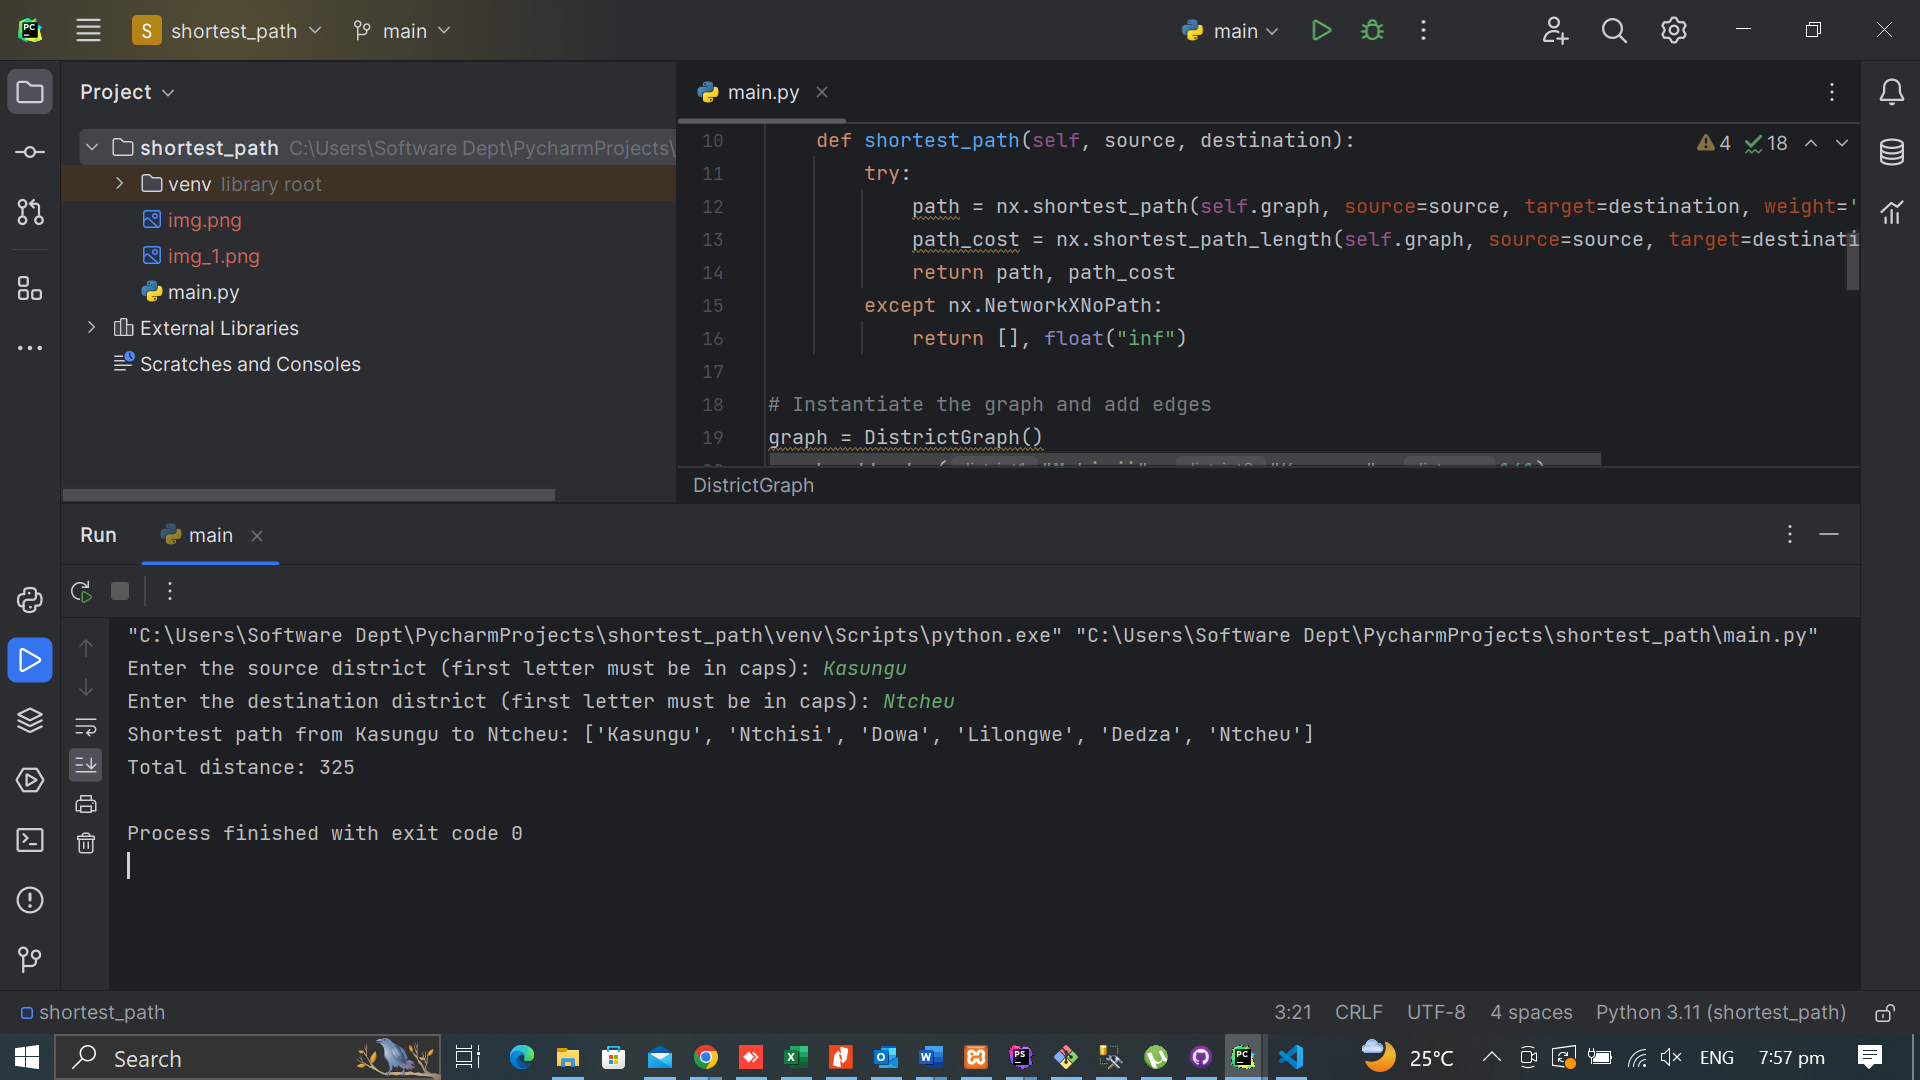 S shortest_path main main
Project
main.py
shortest_path C:\Users\Software Dept\PycharmProjects\
venv library root
img.png
img_1.png
main.py
External Libraries
Scratches and Consoles
4 18
10 def shortest_path(self, source, destination):
11 try:
12 path = nx.shortest_path(self.graph, source=source, target=destination, weight='
13 path_cost = nx.shortest_path_length(self.graph, source=source, target=destinati
14 return path, path_cost
15 except nx.NetworkXNoPath:
16 return [], float("inf")
17
18 # Instantiate the graph and add edges
19 graph = DistrictGraph()
DistrictGraph
Run main
"C:\Users\Software Dept\PycharmProjects\shortest_path\venv\Scripts\python.exe" "C:\Users\Software Dept\PycharmProjects\shortest_path\main.py"
Enter the source district (first letter must be in caps): Kasungu
Enter the destination district (first letter must be in caps): Ntcheu
Shortest path from Kasungu to Ntcheu: ['Kasungu', 'Ntchisi', 'Dowa', 'Lilongwe', 'Dedza', 'Ntcheu']
Total distance: 325
Process finished with exit code 0
shortest_path 3:21 CRLF UTF-8 4 spaces Python 3.11 (shortest_path)
Search 25°C ENG 7:57 pm